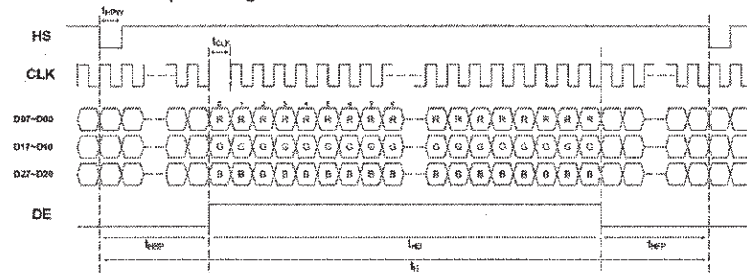 tHPW
HS
tCLK
CLK
D07~D00 R R R R R R R R R R R R R R R R R R
D17~D10 G G G G G G G G G G G G G G G G G G
D27~D20 B B B B B B B B B B B B B B B B B B
DE
tHBP tHD tHFP
tH